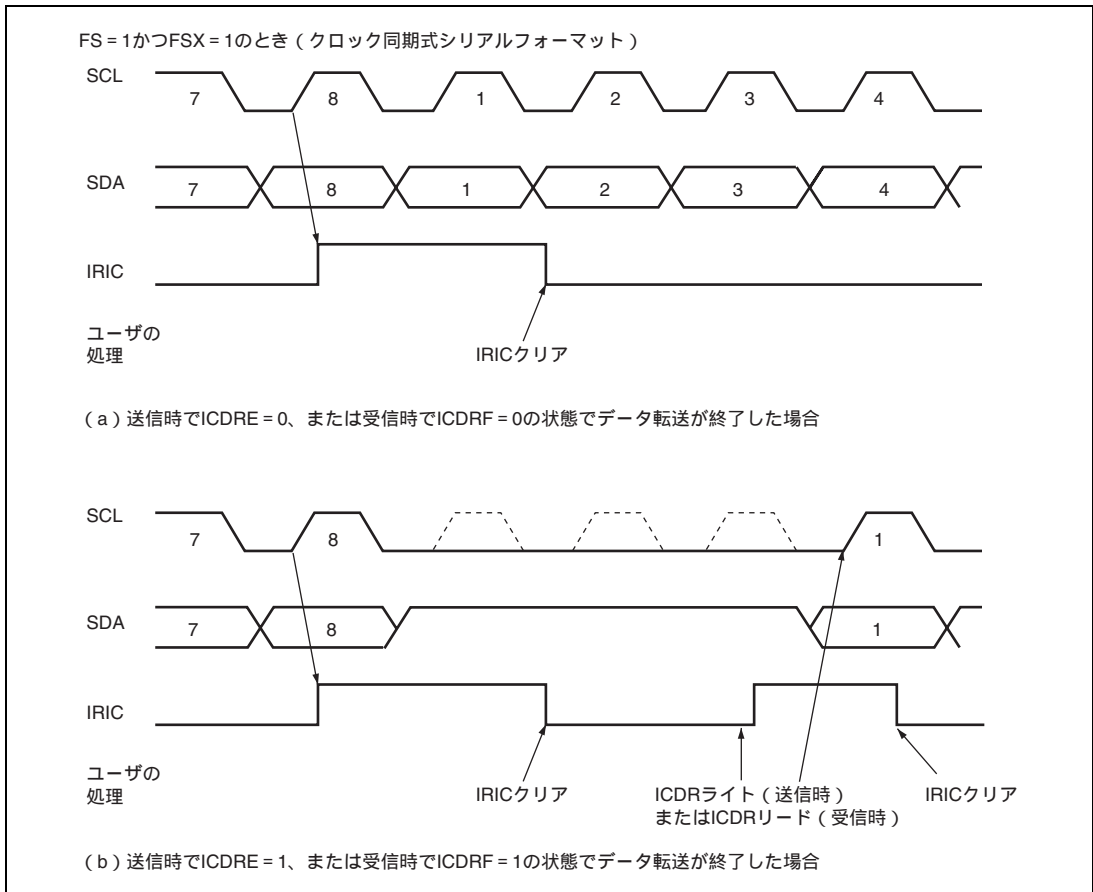 FS = 1かつFSX = 1のとき（クロック同期式シリアルフォーマット）
SCL
7 8 1 2 3 4
SDA
7 8 1 2 3 4
IRIC
ユーザの
処理
IRICクリア
（a）送信時でICDRE = 0、または受信時でICDRF = 0の状態でデータ転送が終了した場合
SCL
7 8 1
SDA
7 8 1
IRIC
ユーザの
処理
IRICクリア
ICDRライト（送信時）
またはICDRリード（受信時）
IRICクリア
（b）送信時でICDRE = 1、または受信時でICDRF = 1の状態でデータ転送が終了した場合